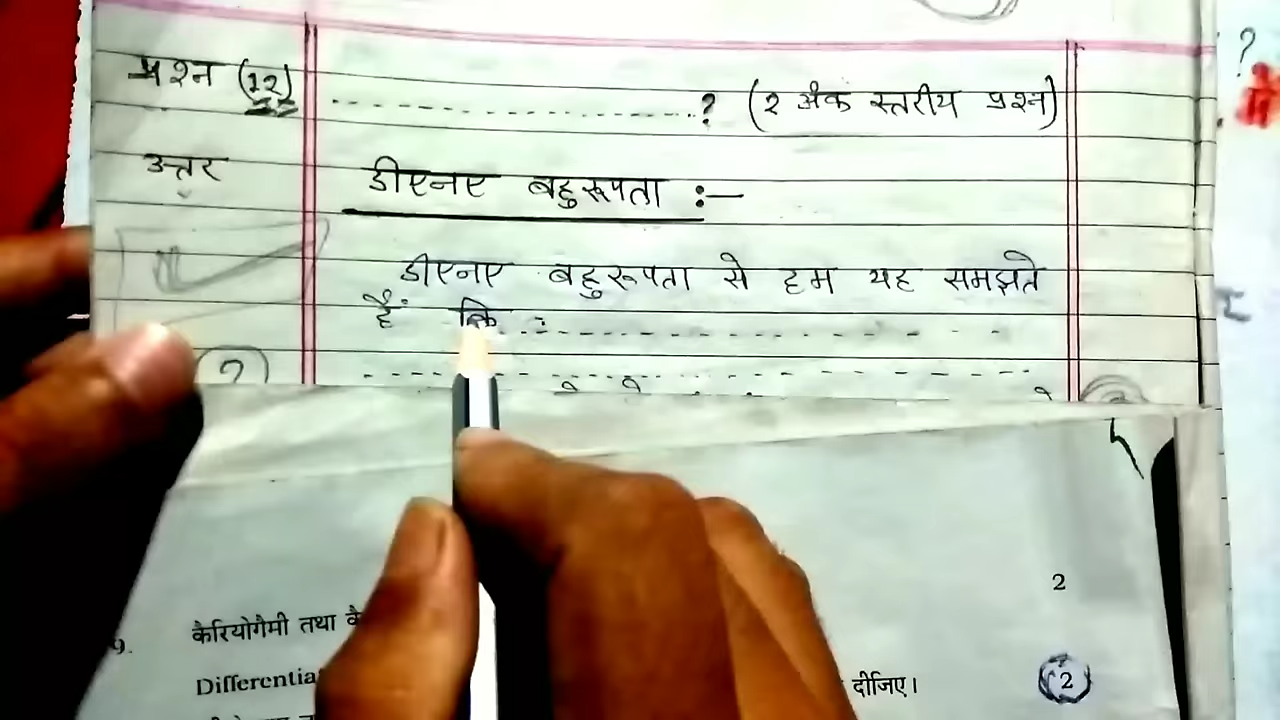 प्रश्न (12) ....................? (2 अंक स्तरीय प्रश्न)
उत्तर डीएनए बहुरूपता :-
डीएनए बहुरूपता से हम यह समझते
हैं कि :
2
9. कैरियोगैमी तथा
Differentia
दीजिए। 2